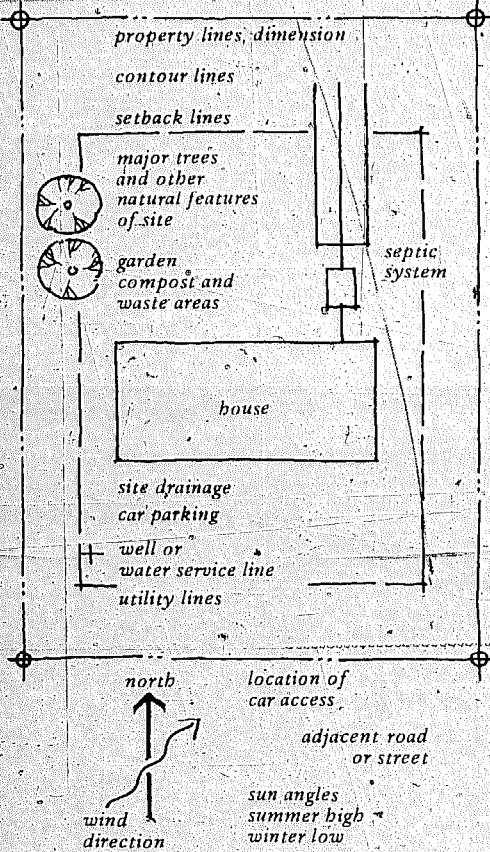 property lines, dimension
contour lines
setback lines
major trees
and other
natural features
of site
septic
system
garden
compost and
waste areas
house
site drainage
car parking
well or
water service line
utility lines
north
location of
car access
adjacent road
or street
wind
direction
sun angles
summer high
winter low